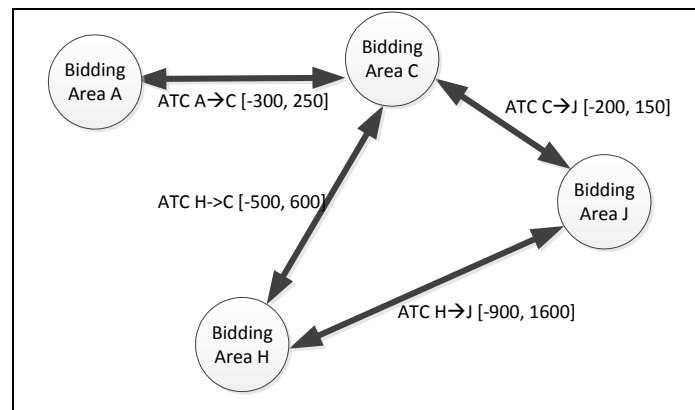 Bidding
Area A
Bidding
Area C
ATC A→C [-300, 250]
ATC C→J [-200, 150]
ATC H->C [-500, 600]
Bidding
Area J
ATC H→J [-900, 1600]
Bidding
Area H